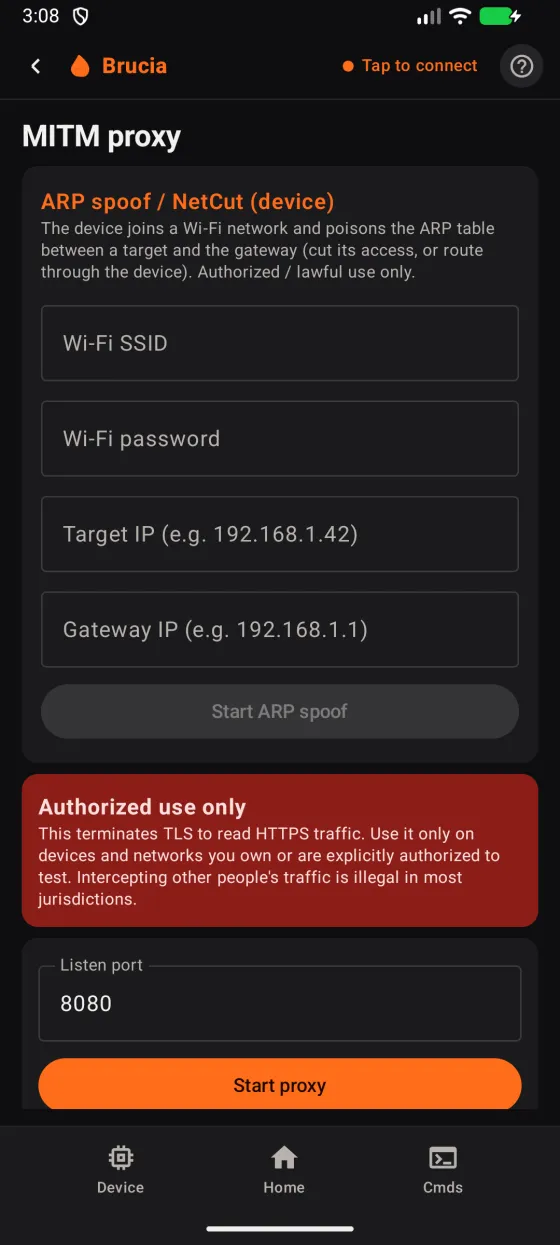 3:08
Brucia
Tap to connect
MITM proxy
ARP spoof / NetCut (device)
The device joins a Wi-Fi network and poisons the ARP table
between a target and the gateway (cut its access, or route
through the device). Authorized / lawful use only.
Wi-Fi SSID
Wi-Fi password
Target IP (e.g. 192.168.1.42)
Gateway IP (e.g. 192.168.1.1)
Start ARP spoof
Authorized use only
This terminates TLS to read HTTPS traffic. Use it only on
devices and networks you own or are explicitly authorized to
test. Intercepting other people's traffic is illegal in most
jurisdictions.
Listen port
8080
Start proxy
Device
Home
Cmds